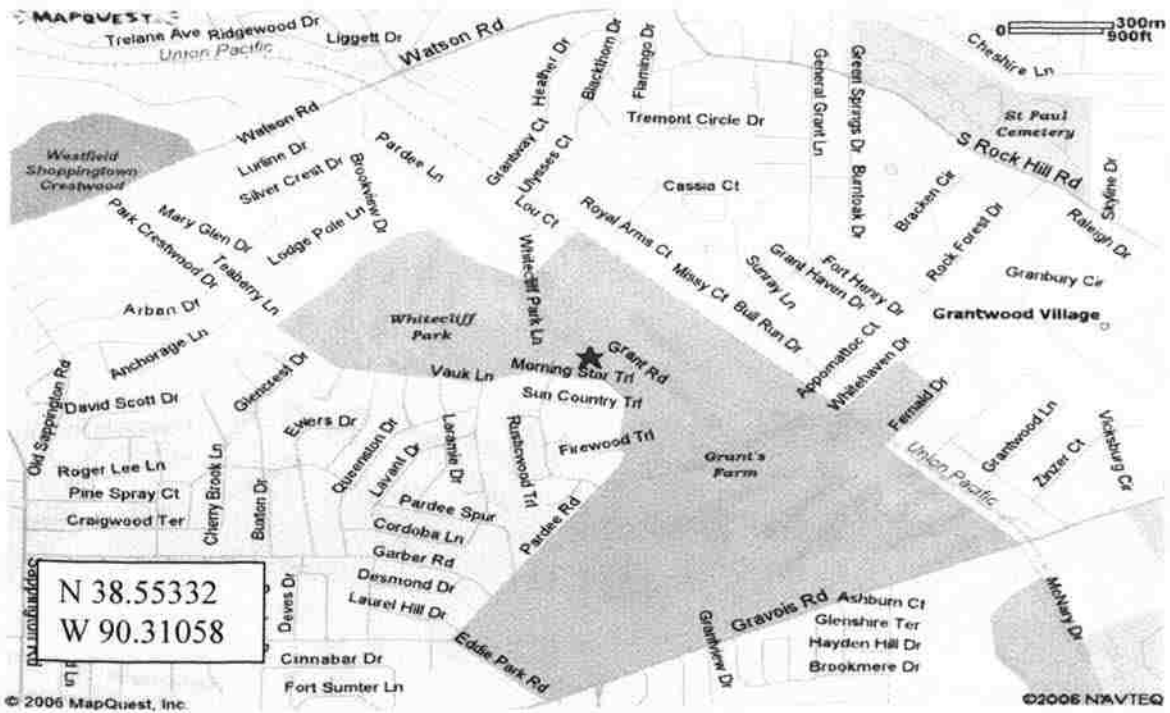 MAPQUEST
300m
0
900ft
Trelane Ave
Ridgewood Dr
Liggett Dr
Union Pacific
Watson Rd
Heather Dr
Blackthorn Dr
Flamingo Dr
General Grant Ln
Green Springs Dr
Cheshire Ln
St Paul
Cemetery
Tremont Circle Dr
S Rock Hill Rd
Watson Rd
Westfield
Shoppingtown
Crestwood
Lurline Dr
Silver Crest Dr
Brookview Dr
Pardee Ln
Grantway Ct
Ulysses Ct
Lou Ct
Cassia Ct
Burnloak Dr
Bracken Cir
Skyline Dr
Raleigh Dr
Park Crestwood Dr
Mary Glen Dr
Teaberry Ln
Lodge Pole Ln
Whitecliff Park Ln
Royal Arms Ct
Missy Ct
Bull Run Dr
Sunray Ln
Grant Haven Dr
Fort Henry Dr
Rock Forest Dr
Granbury Cir
Grantwood Village
Arban Dr
Anchorage Ln
Whitecliff
Park
Grant Rd
Appomattoc Ct
Whitehaven Dr
Fernald Dr
Old Sappington Rd
David Scott Dr
Glencrest Dr
Vauk Ln
Morning Star Trl
Sun Country Trl
Ewers Dr
Queenston Dr
Lavant Dr
Laramie Dr
Rustwood Trl
Firewood Trl
Grant's
Farm
Union Pacific
Grantwood Ln
Zinzer Ct
Vicksburg Cir
Roger Lee Ln
Pine Spray Ct
Craigwood Ter
Cherry Brook Ln
Buxton Dr
Pardee Spur
Cordoba Ln
Garber Rd
Desmond Dr
Laurel Hill Dr
Pardee Rd
Sappington Rd
N 38.55332
W 90.31058
Deves Dr
Cinnabar Dr
Fort Sumter Ln
Eddie Park Rd
Grantview Dr
Gravois Rd
Ashburn Ct
Glenshire Ter
Hayden Hill Dr
Brookmere Dr
McNary Dr
Ln
© 2006 MapQuest, Inc.
©2006 NAVTEQ